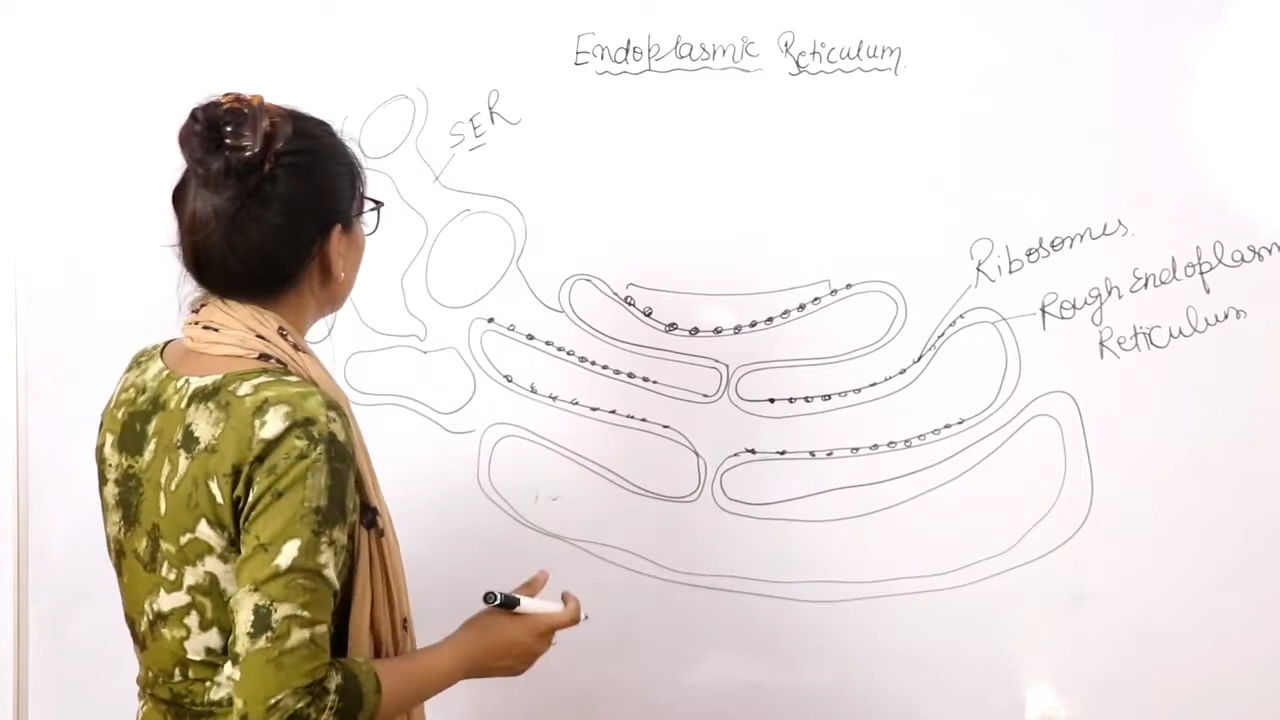 Endoplasmic Reticulum
SER
Ribosomes
Rough Endoplasm
Reticulum